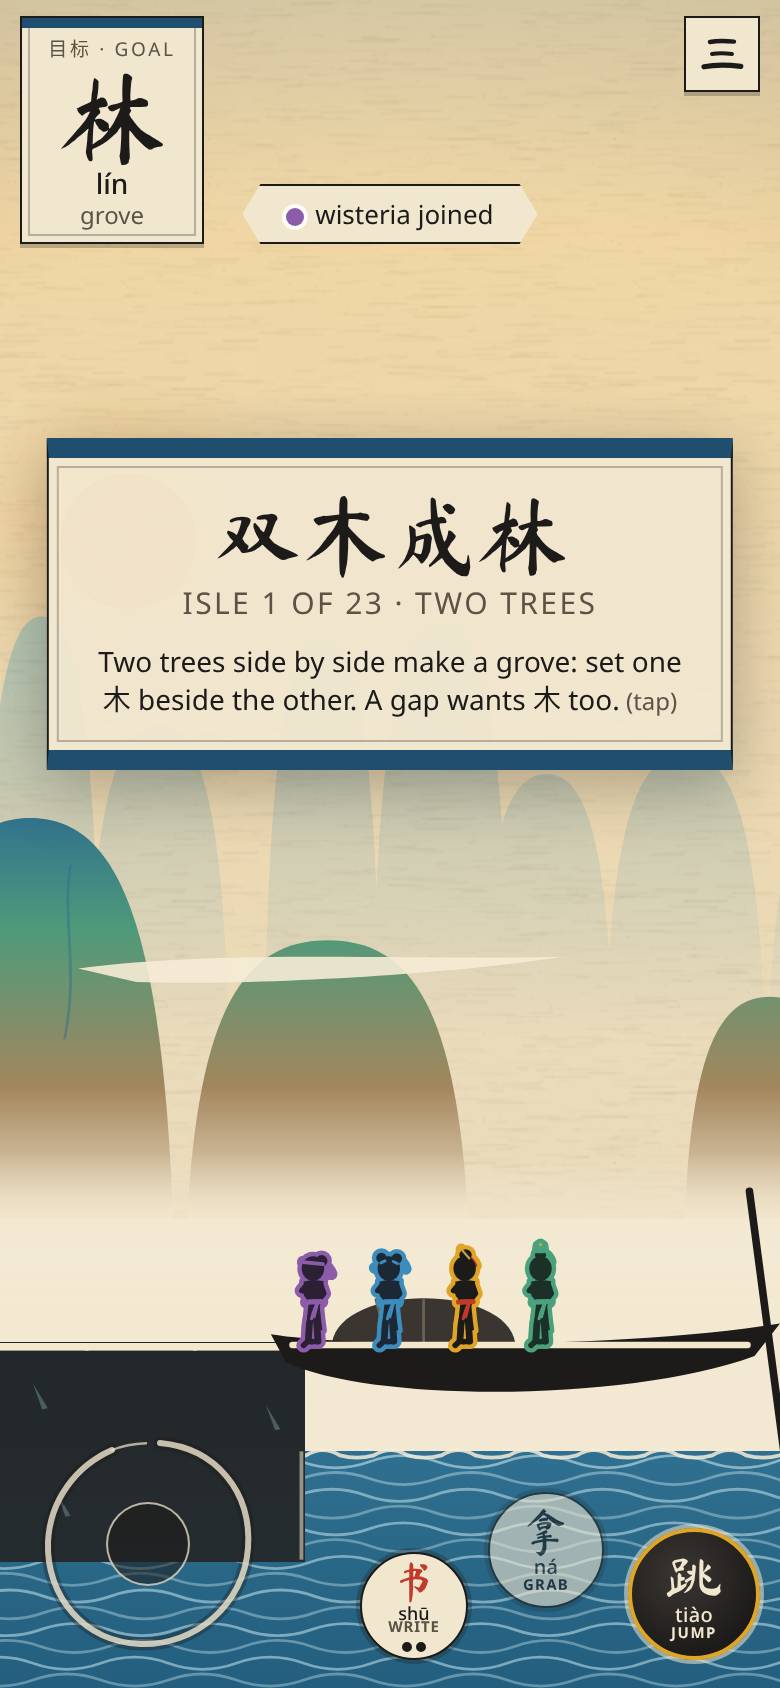 目标 · GOAL
林
lín
grove
三
wisteria joined
双木成林
ISLE 1 OF 23 · TWO TREES
Two trees side by side make a grove: set one
木 beside the other. A gap wants 木 too. (tap)
拿
ná
GRAB
书
shū
WRITE
跳
tiào
JUMP